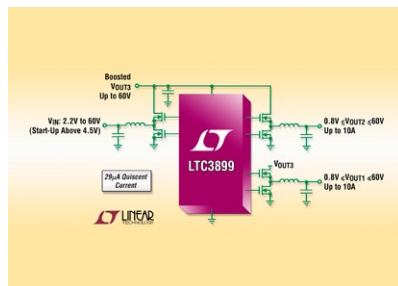 Boosted
VOUT3
Up to 60V
VIN: 2.2V to 60V
(Start-Up Above 4.5V)
0.8V ≤VOUT2 ≤60V
Up to 10A
LTC3899
VOUT3
29µA Quiscent
Current
0.8V ≤VOUT1 ≤60V
Up to 10A
LINEAR
TECHNOLOGY